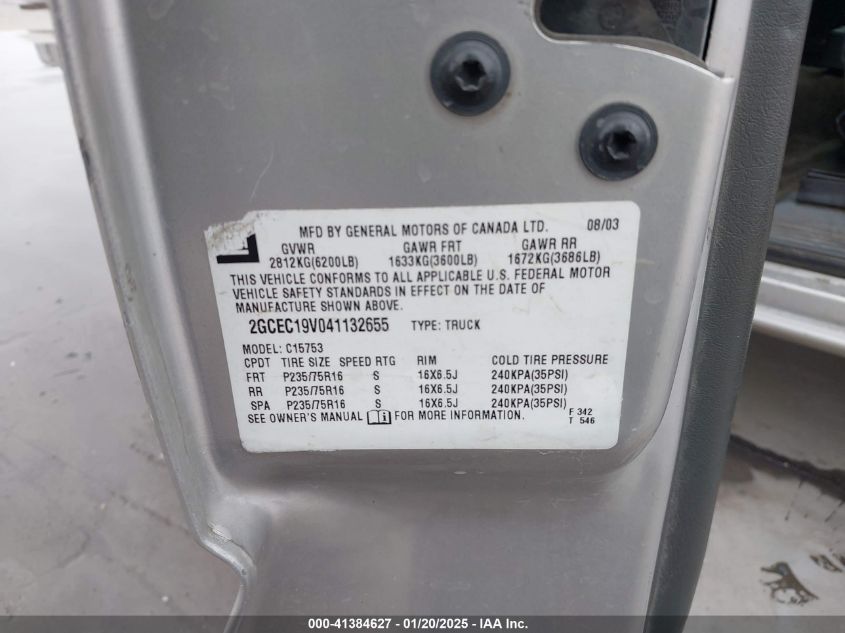 MFD BY GENERAL MOTORS OF CANADA LTD. 08/03
GVWR GAWR FRT GAWR RR
2812KG(6200LB) 1633KG(3600LB) 1672KG(3686LB)
THIS VEHICLE CONFORMS TO ALL APPLICABLE U.S. FEDERAL MOTOR
VEHICLE SAFETY STANDARDS IN EFFECT ON THE DATE OF
MANUFACTURE SHOWN ABOVE.
2GCEC19V041132655 TYPE: TRUCK
MODEL: C15753
CPDT TIRE SIZE SPEED RTG RIM COLD TIRE PRESSURE
FRT P235/75R16 S 16X6.5J 240KPA(35PSI)
RR P235/75R16 S 16X6.5J 240KPA(35PSI)
SPA P235/75R16 S 16X6.5J 240KPA(35PSI)
SEE OWNER'S MANUAL i FOR MORE INFORMATION.
F 342
T 546
000-41384627 - 01/20/2025 - IAA Inc.